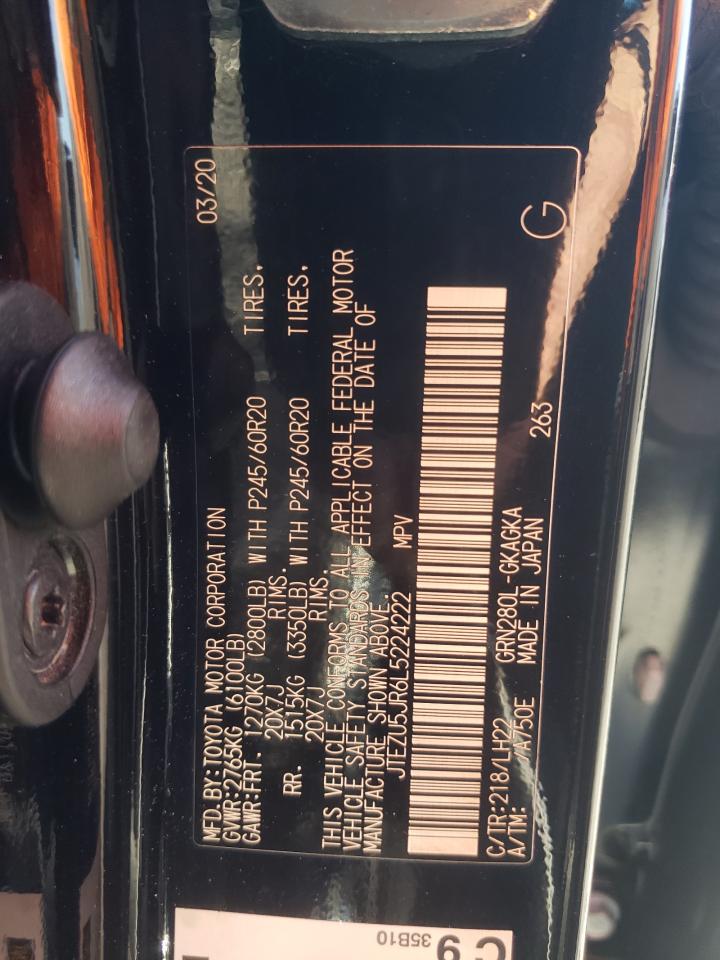 MFD.BY:TOYOTA MOTOR CORPORATION 03/20
GVWR:2765KG (6100LB)
GAWR:FRT. 1270KG (2800LB) WITH P245/60R20 TIRES,
20X7J RIMS.
RR. 1515KG (3350LB) WITH P245/60R20 TIRES,
20X7J RIMS.
THIS VEHICLE CONFORMS TO ALL APPLICABLE FEDERAL MOTOR
VEHICLE SAFETY STANDARDS IN EFFECT ON THE DATE OF
MANUFACTURE SHOWN ABOVE.
JTEZU5JR6L5224222 MPV
C/TR:218/LH22 GRN280L-GKAGKA
A/TM: /A750E MADE IN JAPAN 263
G
35B10